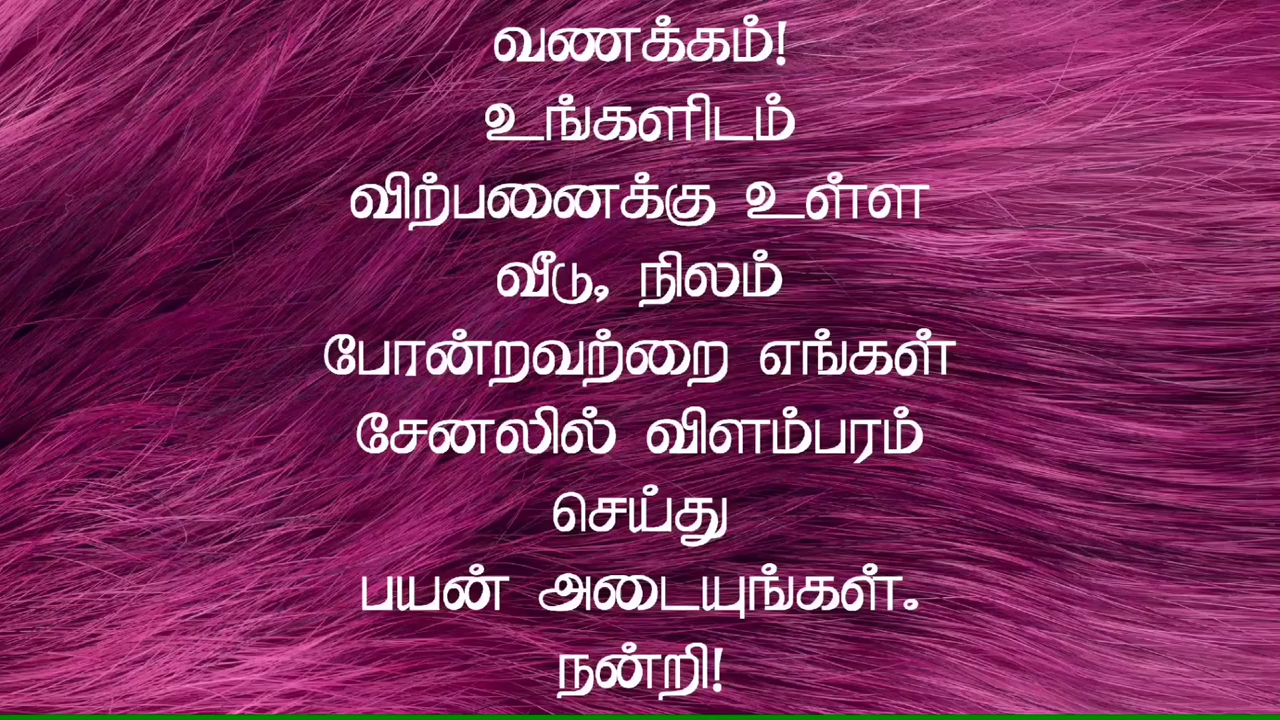 வணக்கம்!
உங்களிடம்
விற்பனைக்கு உள்ள
வீடு, நிலம்
போன்றவற்றை எங்கள்
சேனலில் விளம்பரம்
செய்து
பயன் அடையுங்கள்.
நன்றி!